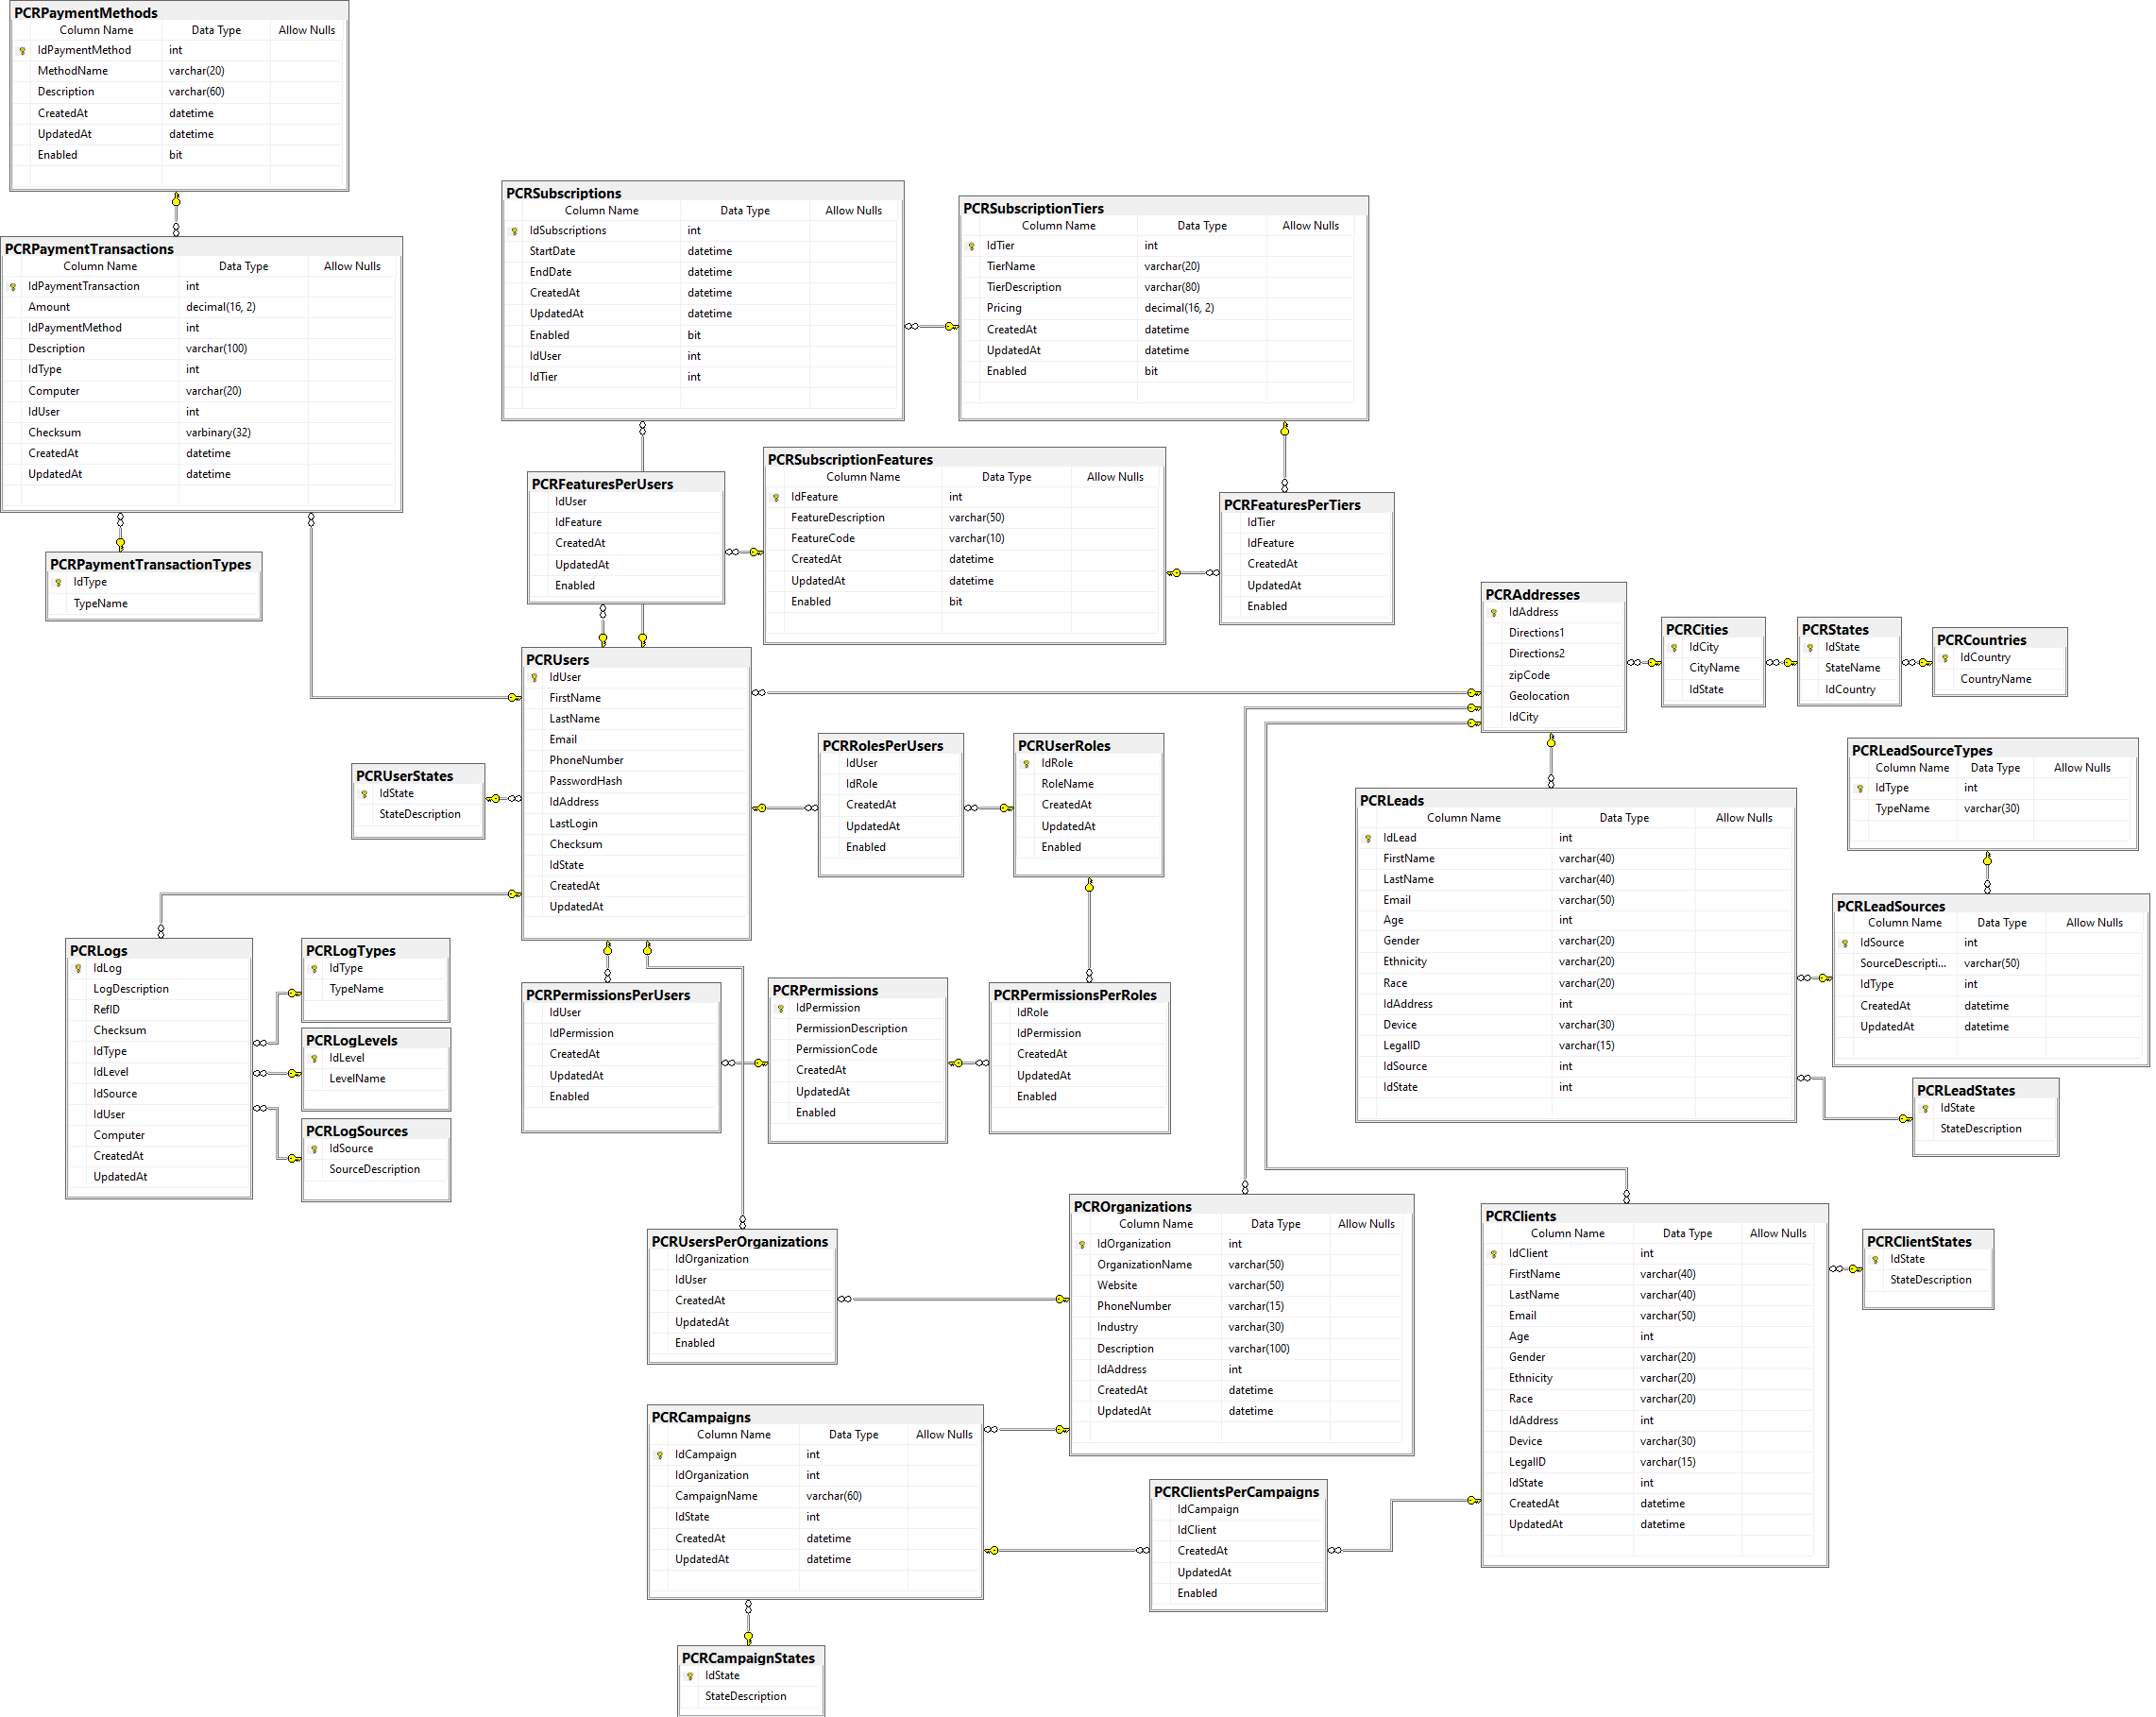 PCRPaymentMethods
Column Name Data Type Allow Nulls
IdPaymentMethod int
MethodName varchar(20)
Description varchar(60)
CreatedAt datetime
UpdatedAt datetime
Enabled bit
PCRPaymentTransactions
Column Name Data Type Allow Nulls
IdPaymentTransaction int
Amount decimal(16, 2)
IdPaymentMethod int
Description varchar(100)
IdType int
Computer varchar(20)
IdUser int
Checksum varbinary(32)
CreatedAt datetime
UpdatedAt datetime
PCRPaymentTransactionTypes
IdType
TypeName
PCRSubscriptions
Column Name Data Type Allow Nulls
IdSubscriptions int
StartDate datetime
EndDate datetime
CreatedAt datetime
UpdatedAt datetime
Enabled bit
IdUser int
IdTier int
PCRSubscriptionTiers
Column Name Data Type Allow Nulls
IdTier int
TierName varchar(20)
TierDescription varchar(80)
Pricing decimal(16, 2)
CreatedAt datetime
UpdatedAt datetime
Enabled bit
PCRFeaturesPerUsers
IdUser
IdFeature
CreatedAt
UpdatedAt
Enabled
PCRSubscriptionFeatures
Column Name Data Type Allow Nulls
IdFeature int
FeatureDescription varchar(50)
FeatureCode varchar(10)
CreatedAt datetime
UpdatedAt datetime
Enabled bit
PCRFeaturesPerTiers
IdTier
IdFeature
CreatedAt
UpdatedAt
Enabled
PCRUsers
IdUser
FirstName
LastName
Email
PhoneNumber
PasswordHash
IdAddress
LastLogin
Checksum
IdState
CreatedAt
UpdatedAt
PCRAddresses
IdAddress
Directions1
Directions2
zipCode
Geolocation
IdCity
PCRCities
IdCity
CityName
IdState
PCRStates
IdState
StateName
IdCountry
PCRCountries
IdCountry
CountryName
PCRUserStates
IdState
StateDescription
PCRRolesPerUsers
IdUser
IdRole
CreatedAt
UpdatedAt
Enabled
PCRUserRoles
IdRole
RoleName
CreatedAt
UpdatedAt
Enabled
PCRLeads
Column Name Data Type Allow Nulls
IdLead int
FirstName varchar(40)
LastName varchar(40)
Email varchar(50)
Age int
Gender varchar(20)
Ethnicity varchar(20)
Race varchar(20)
IdAddress int
Device varchar(30)
LegalID varchar(15)
IdSource int
IdState int
PCRLeadSourceTypes
Column Name Data Type Allow Nulls
IdType int
TypeName varchar(30)
PCRLeadSources
Column Name Data Type Allow Nulls
IdSource int
SourceDescripti... varchar(50)
IdType int
CreatedAt datetime
UpdatedAt datetime
PCRLeadStates
IdState
StateDescription
PCRLogs
IdLog
LogDescription
RefID
Checksum
IdType
IdLevel
IdSource
IdUser
Computer
CreatedAt
UpdatedAt
PCRLogTypes
IdType
TypeName
PCRLogLevels
IdLevel
LevelName
PCRLogSources
IdSource
SourceDescription
PCRPermissionsPerUsers
IdUser
IdPermission
CreatedAt
UpdatedAt
Enabled
PCRPermissions
IdPermission
PermissionDescription
PermissionCode
CreatedAt
UpdatedAt
Enabled
PCRPermissionsPerRoles
IdRole
IdPermission
CreatedAt
UpdatedAt
Enabled
PCRUsersPerOrganizations
IdOrganization
IdUser
CreatedAt
UpdatedAt
Enabled
PCROrganizations
Column Name Data Type Allow Nulls
IdOrganization int
OrganizationName varchar(50)
Website varchar(50)
PhoneNumber varchar(15)
Industry varchar(30)
Description varchar(100)
IdAddress int
CreatedAt datetime
UpdatedAt datetime
PCRClients
Column Name Data Type Allow Nulls
IdClient int
FirstName varchar(40)
LastName varchar(40)
Email varchar(50)
Age int
Gender varchar(20)
Ethnicity varchar(20)
Race varchar(20)
IdAddress int
Device varchar(30)
LegalID varchar(15)
IdState int
CreatedAt datetime
UpdatedAt datetime
PCRClientStates
IdState
StateDescription
PCRCampaigns
Column Name Data Type Allow Nulls
IdCampaign int
IdOrganization int
CampaignName varchar(60)
IdState int
CreatedAt datetime
UpdatedAt datetime
PCRClientsPerCampaigns
IdCampaign
IdClient
CreatedAt
UpdatedAt
Enabled
PCRCampaignStates
IdState
StateDescription